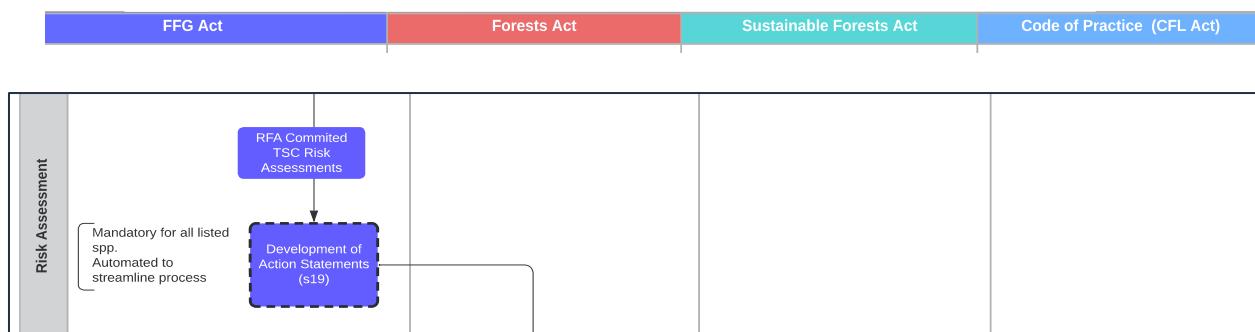 FFG Act
Forests Act
Sustainable Forests Act
Code of Practice  (CFL Act)
Risk Assessment
RFA Commited
TSC Risk
Assessments
Mandatory for all listed
spp.
Automated to
streamline process
Development of
Action Statements
(s19)